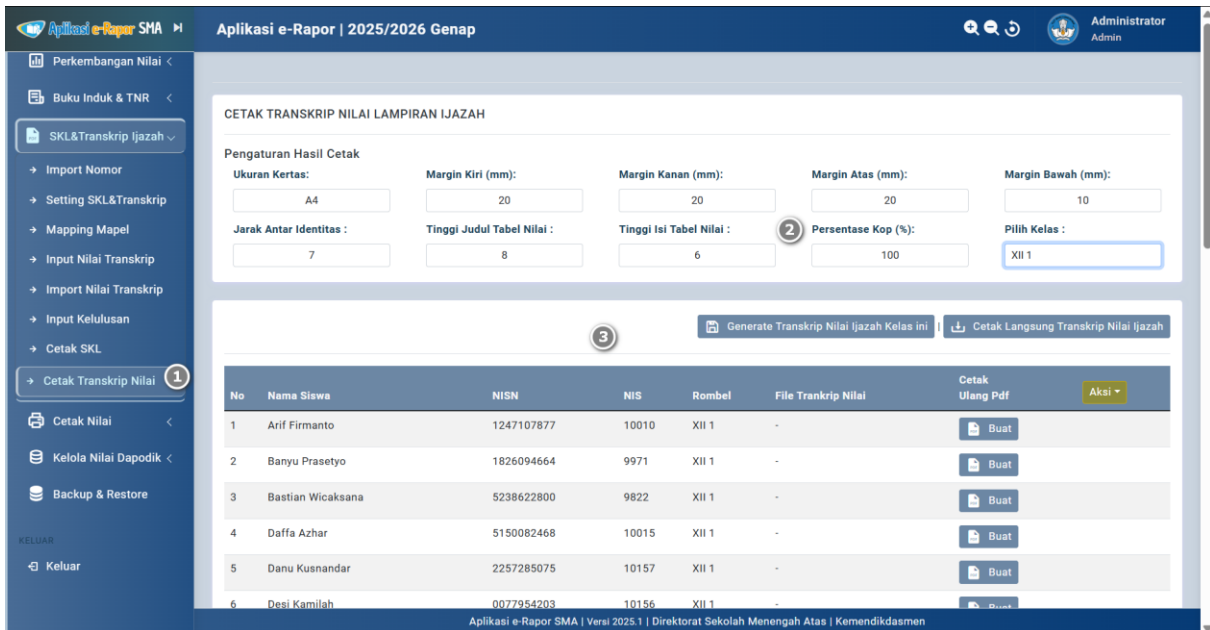 Aplikasi e-Rapor SMA
Aplikasi e-Rapor | 2025/2026 Genap
Administrator
Admin
Perkembangan Nilai
Buku Induk & TNR
SKL&Transkrip Ijazah
Import Nomor
Setting SKL&Transkrip
Mapping Mapel
Input Nilai Transkrip
Import Nilai Transkrip
Input Kelulusan
Cetak SKL
Cetak Transkrip Nilai 1
Cetak Nilai
Kelola Nilai Dapodik
Backup & Restore
KELUAR
Keluar
CETAK TRANSKRIP NILAI LAMPIRAN IJAZAH
Pengaturan Hasil Cetak
Ukuran Kertas: Margin Kiri (mm): Margin Kanan (mm): Margin Atas (mm): Margin Bawah (mm):
A4 20 20 20 10
Jarak Antar Identitas : Tinggi Judul Tabel Nilai : Tinggi Isi Tabel Nilai : 2 Persentase Kop (%): Pilih Kelas :
7 8 6 100 XII 1
3 Generate Transkrip Nilai Ijazah Kelas ini | Cetak Langsung Transkrip Nilai Ijazah
No Nama Siswa NISN NIS Rombel File Trankrip Nilai Cetak Ulang Pdf Aksi
1 Arif Firmanto 1247107877 10010 XII 1 - Buat
2 Banyu Prasetyo 1826094664 9971 XII 1 - Buat
3 Bastian Wicaksana 5238622800 9822 XII 1 - Buat
4 Daffa Azhar 5150082468 10015 XII 1 - Buat
5 Danu Kusnandar 2257285075 10157 XII 1 - Buat
6 Desi Kamilah 0077954203 10156 XII 1 - Buat
Aplikasi e-Rapor SMA | Versi 2025.1 | Direktorat Sekolah Menengah Atas | Kemendikdasmen